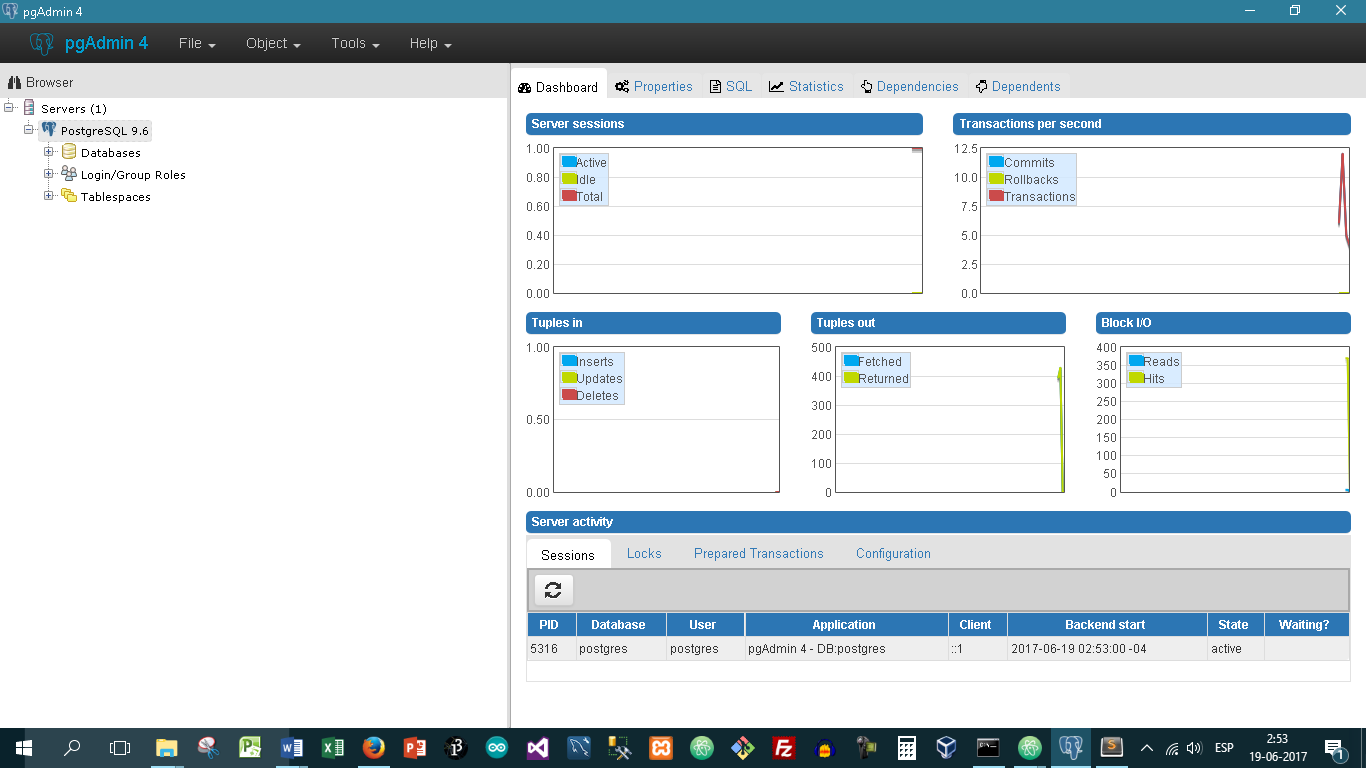 pgAdmin 4
pgAdmin 4 File Object Tools Help
Browser
Servers (1)
PostgreSQL 9.6
Databases
Login/Group Roles
Tablespaces
Dashboard Properties SQL Statistics Dependencies Dependents
Server sessions
1.00
0.80
0.60
0.40
0.20
0.00
Active
Idle
Total
Transactions per second
12.5
10.0
7.5
5.0
2.5
0.0
Commits
Rollbacks
Transactions
Tuples in
1.00
0.50
0.00
Inserts
Updates
Deletes
Tuples out
500
400
300
200
100
0
Fetched
Returned
Block I/O
400
350
300
250
200
150
100
50
0
Reads
Hits
Server activity
Sessions Locks Prepared Transactions Configuration
PID Database User Application Client Backend start State Waiting?
5316 postgres postgres pgAdmin 4 - DB:postgres ::1 2017-06-19 02:53:00 -04 active
ESP
2:53
19-06-2017
1